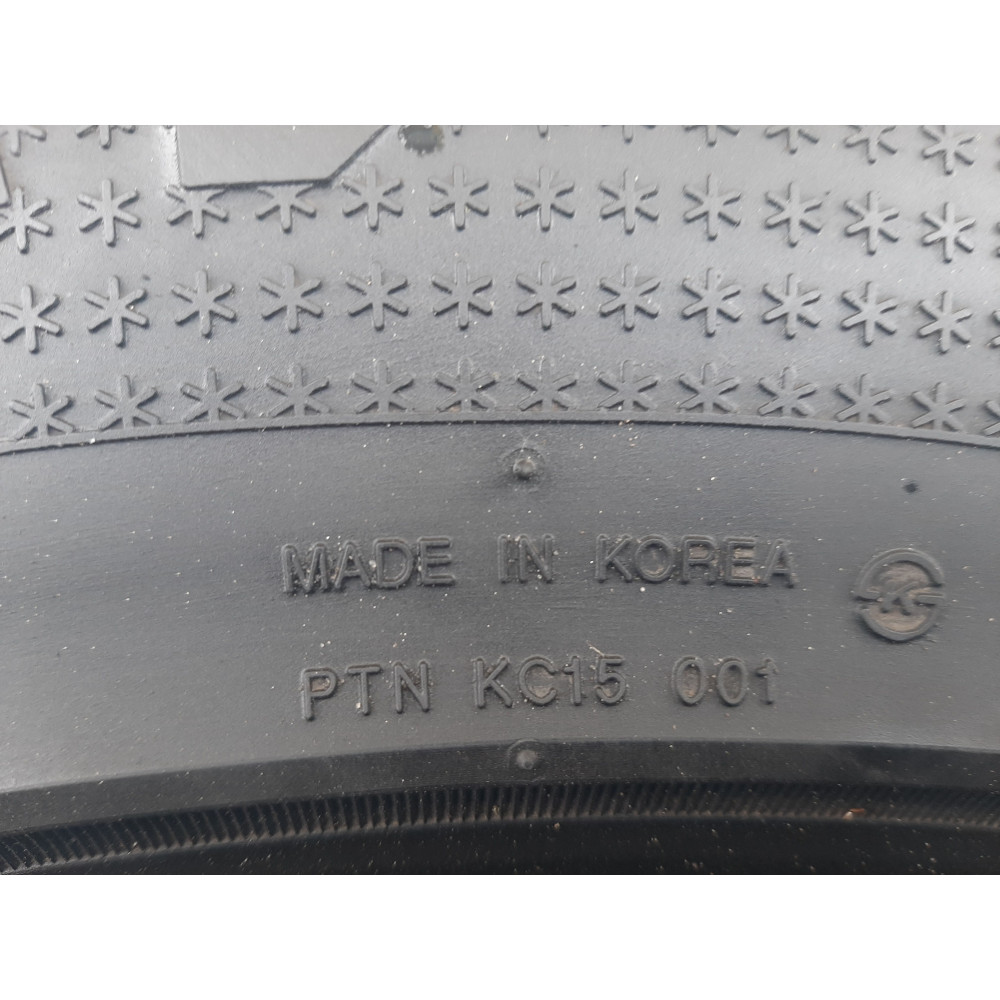 MADE IN KOREA
K
PTN KC15 001